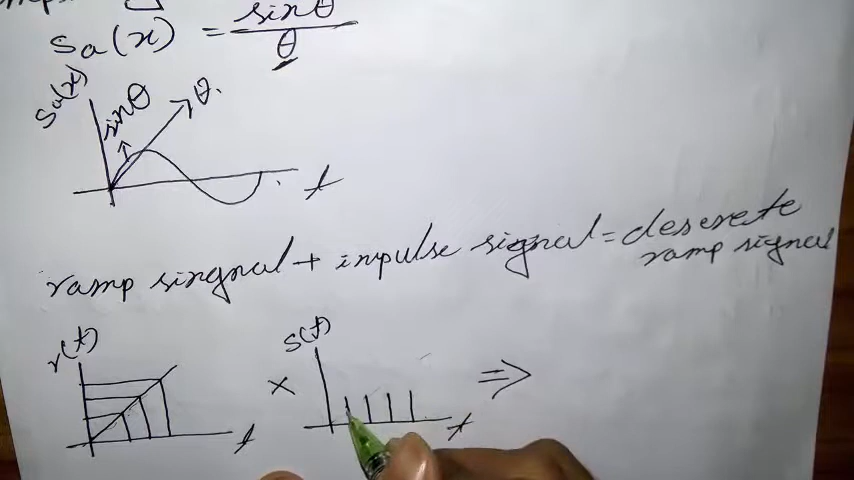 Sa(x) = sinθ/θ
Sa(x)
sinθ
θ.
t
ramp singnal + impulse signal = descrete
ramp signal
r(t)
t
×
S(t)
t
⇒